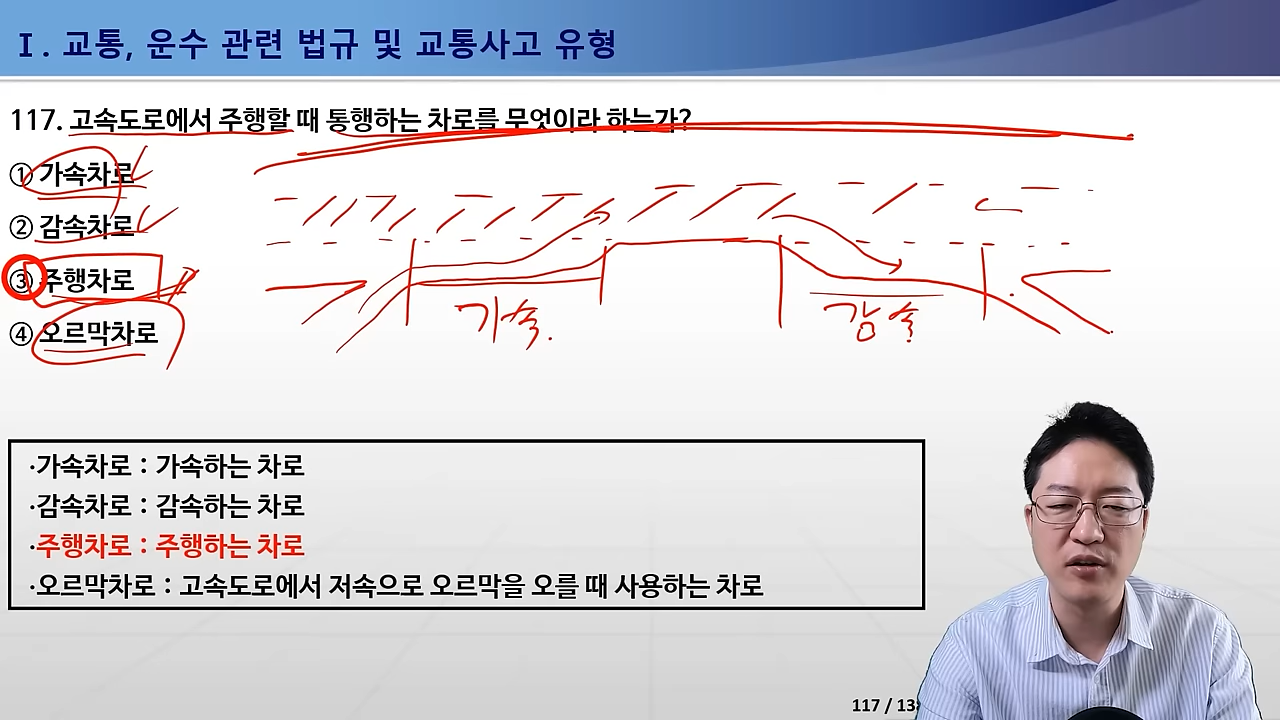 Ⅰ. 교통, 운수 관련 법규 및 교통사고 유형
117. 고속도로에서 주행할 때 통행하는 차로를 무엇이라 하는가?
① 가속차로
② 감속차로
③ 주행차로
④ 오르막차로
가속.
감속.
·가속차로 : 가속하는 차로
·감속차로 : 감속하는 차로
·주행차로 : 주행하는 차로
·오르막차로 : 고속도로에서 저속으로 오르막을 오를 때 사용하는 차로
117 /